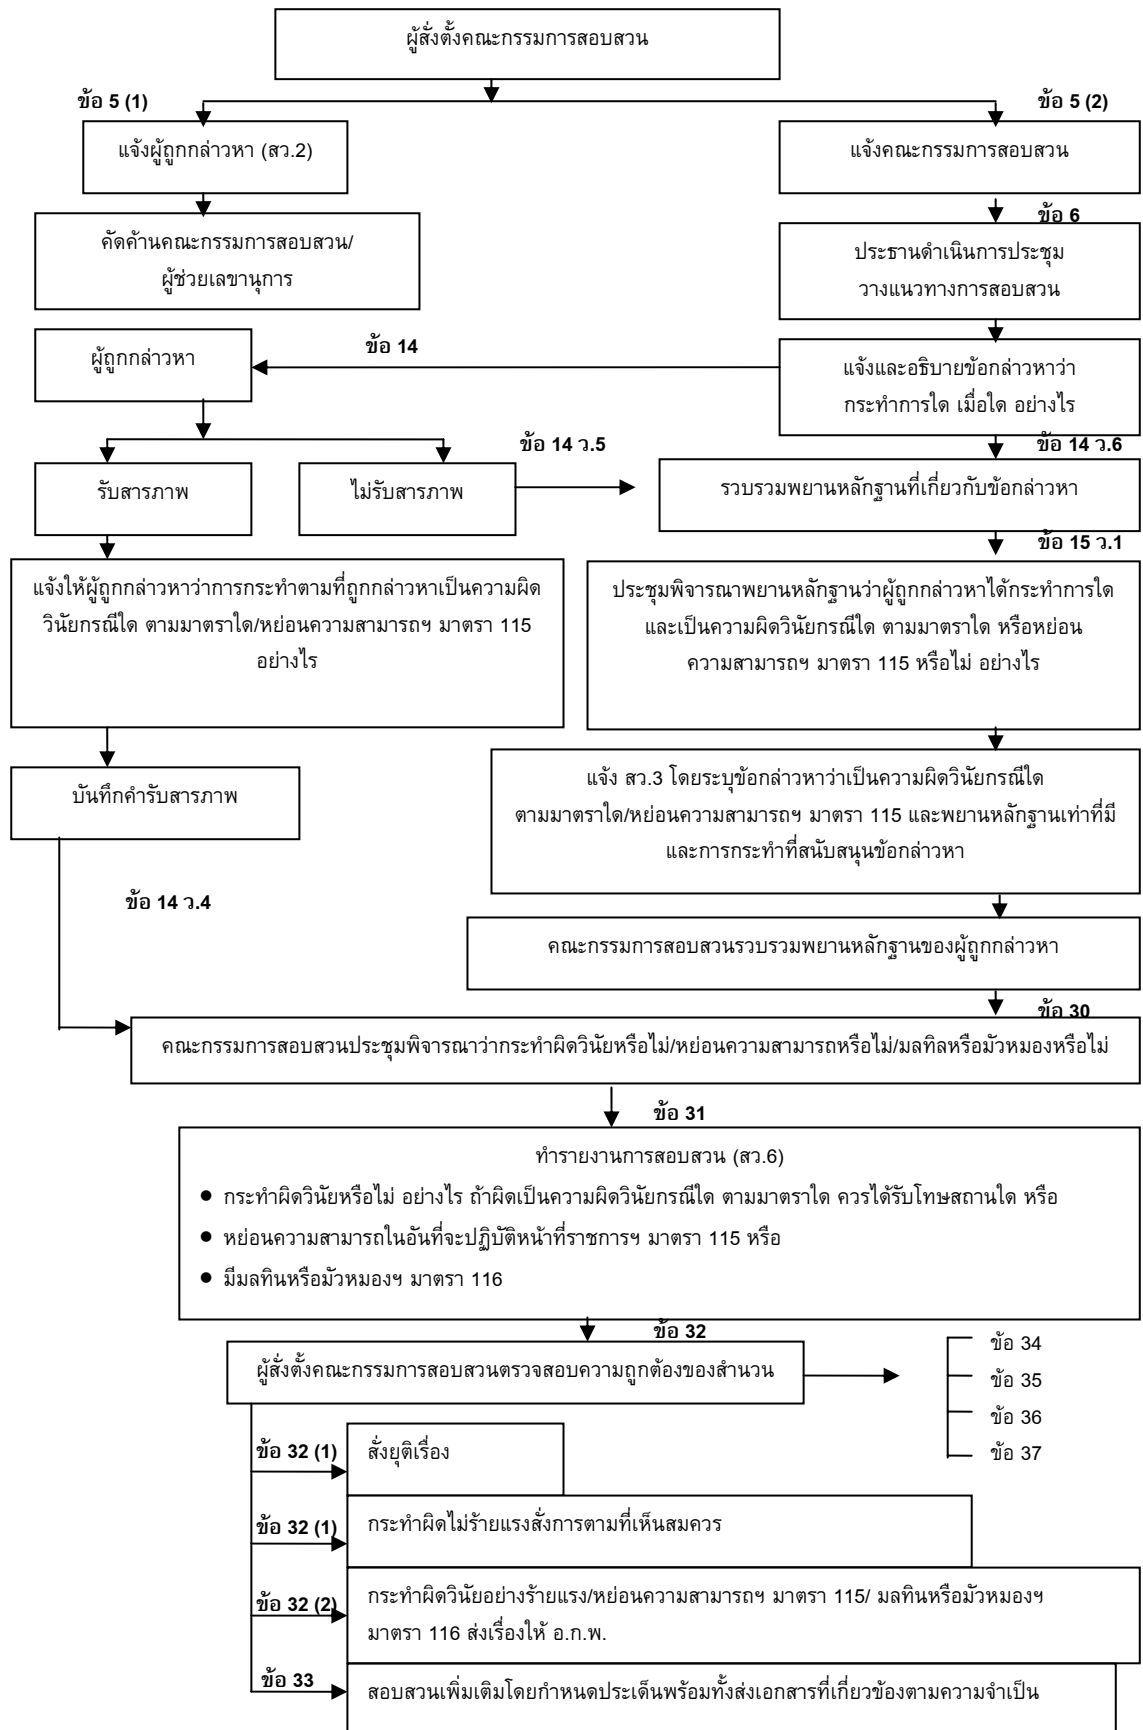 ผู้สั่งตั้งคณะกรรมการสอบสวน
ข้อ 5 (1)
ข้อ 5 (2)
แจ้งผู้ถูกกล่าวหา (สว.2)
แจ้งคณะกรรมการสอบสวน
ข้อ 6
คัดค้านคณะกรรมการสอบสวน/
ผู้ช่วยเลขานุการ
ประธานดำเนินการประชุม
วางแนวทางการสอบสวน
ผู้ถูกกล่าวหา
ข้อ 14
แจ้งและอธิบายข้อกล่าวหาว่า
กระทำการใด เมื่อใด อย่างไร
ข้อ 14 ว.5
ข้อ 14 ว.6
รับสารภาพ
ไม่รับสารภาพ
รวบรวมพยานหลักฐานที่เกี่ยวกับข้อกล่าวหา
ข้อ 15 ว.1
แจ้งให้ผู้ถูกกล่าวหาว่าการกระทำตามที่ถูกกล่าวหาเป็นความผิด
วินัยกรณีใด ตามมาตราใด/หย่อนความสามารถฯ มาตรา 115
อย่างไร
ประชุมพิจารณาพยานหลักฐานว่าผู้ถูกกล่าวหาได้กระทำการใด
และเป็นความผิดวินัยกรณีใด ตามมาตราใด หรือหย่อน
ความสามารถฯ มาตรา 115 หรือไม่ อย่างไร
บันทึกคำรับสารภาพ
แจ้ง สว.3 โดยระบุข้อกล่าวหาว่าเป็นความผิดวินัยกรณีใด
ตามมาตราใด/หย่อนความสามารถฯ มาตรา 115 และพยานหลักฐานเท่าที่มี
และการกระทำที่สนับสนุนข้อกล่าวหา
ข้อ 14 ว.4
คณะกรรมการสอบสวนรวบรวมพยานหลักฐานของผู้ถูกกล่าวหา
ข้อ 30
คณะกรรมการสอบสวนประชุมพิจารณาว่ากระทำผิดวินัยหรือไม่/หย่อนความสามารถหรือไม่/มลทิลหรือมัวหมองหรือไม่
ข้อ 31
ทำรายงานการสอบสวน (สว.6)
● กระทำผิดวินัยหรือไม่ อย่างไร ถ้าผิดเป็นความผิดวินัยกรณีใด ตามมาตราใด ควรได้รับโทษสถานใด หรือ
● หย่อนความสามารถในอันที่จะปฏิบัติหน้าที่ราชการฯ มาตรา 115 หรือ
● มีมลทินหรือมัวหมองฯ มาตรา 116
ข้อ 32
ผู้สั่งตั้งคณะกรรมการสอบสวนตรวจสอบความถูกต้องของสำนวน
ข้อ 34
ข้อ 35
ข้อ 36
ข้อ 37
ข้อ 32 (1)
สั่งยุติเรื่อง
ข้อ 32 (1)
กระทำผิดไม่ร้ายแรงสั่งการตามที่เห็นสมควร
ข้อ 32 (2)
กระทำผิดวินัยอย่างร้ายแรง/หย่อนความสามารถฯ มาตรา 115/ มลทินหรือมัวหมองฯ
มาตรา 116 ส่งเรื่องให้ อ.ก.พ.
ข้อ 33
สอบสวนเพิ่มเติมโดยกำหนดประเด็นพร้อมทั้งส่งเอกสารที่เกี่ยวข้องตามความจำเป็น